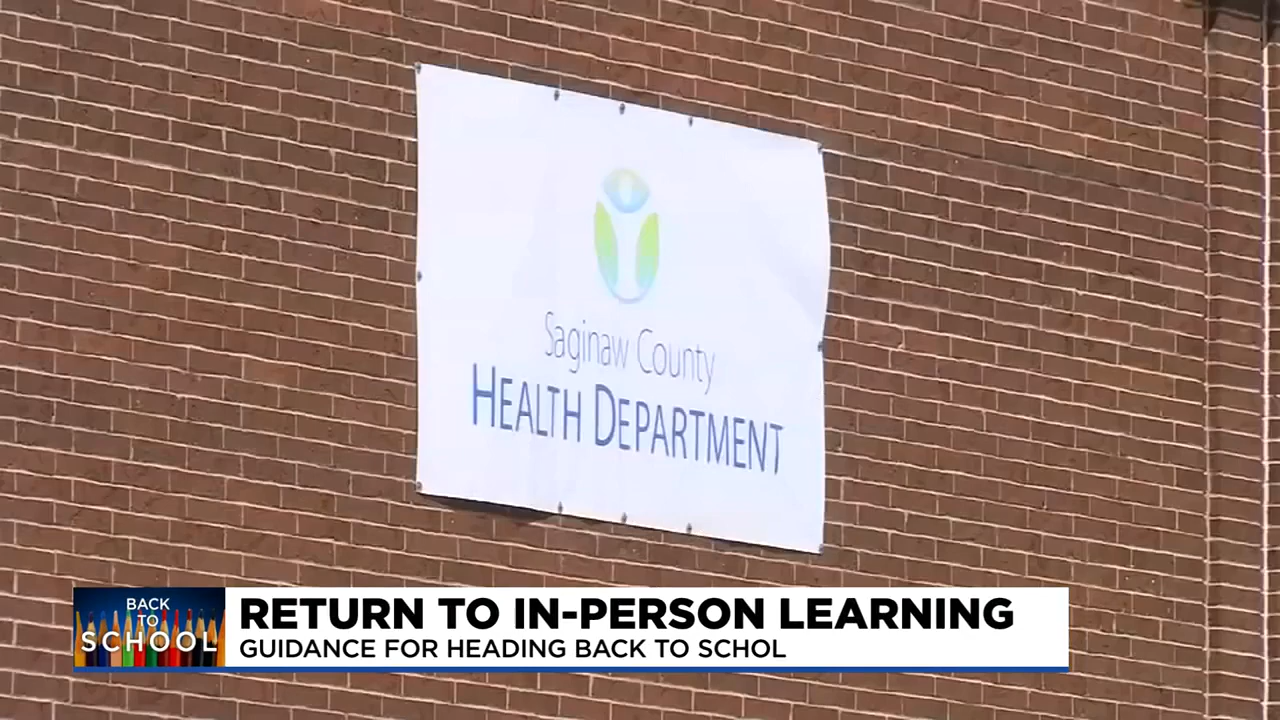 Saginaw County
HEALTH DEPARTMENT
BACK
TO
SCHOOL
RETURN TO IN-PERSON LEARNING
GUIDANCE FOR HEADING BACK TO SCHOL